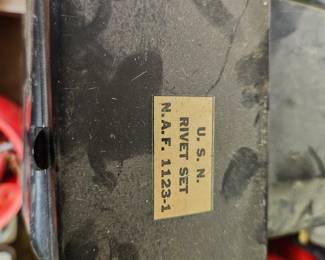 U. S. N.
RIVET SET
N. A. F. 1123-1